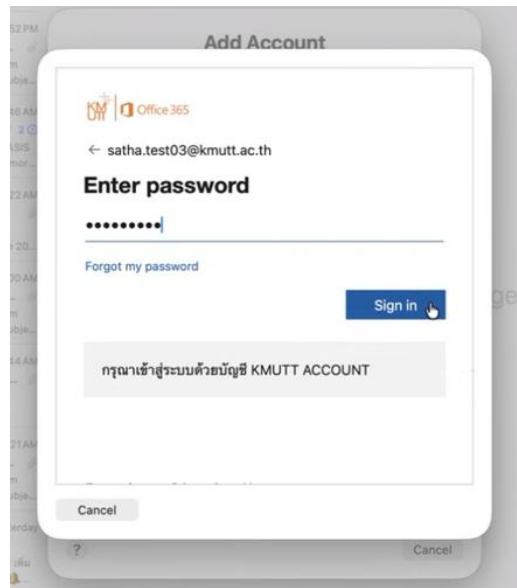 52 PM
Add Account
KMUTT Office 365
← satha.test03@kmutt.ac.th
Enter password
•••••••••
Forgot my password
Sign in
กรุณาเข้าสู่ระบบด้วยบัญชี KMUTT ACCOUNT
Cancel
? Cancel